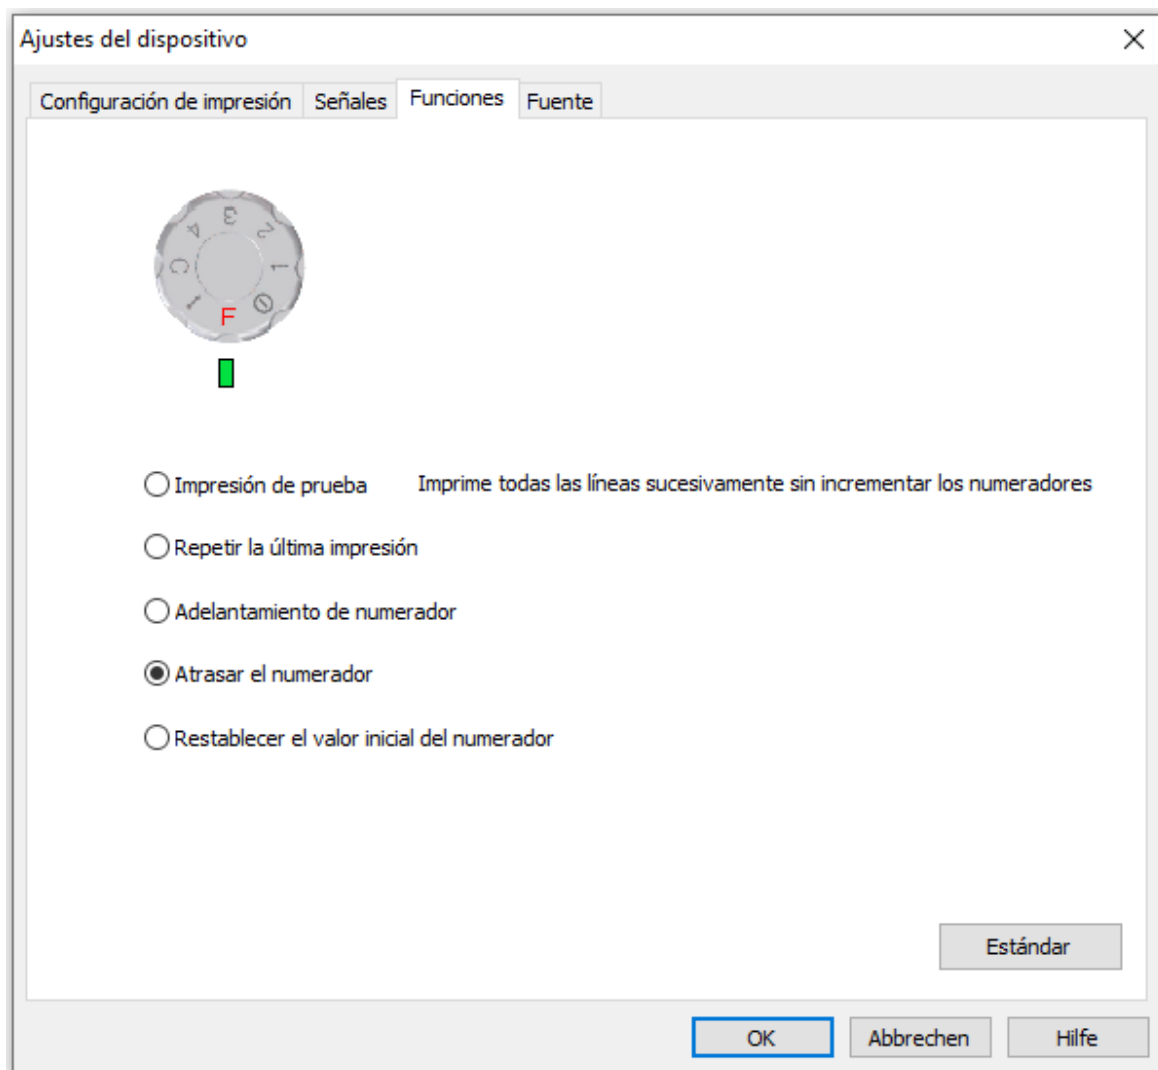 Ajustes del dispositivo
Configuración de impresión Señales Funciones Fuente
3
4 2
C 1
F
Impresión de prueba Imprime todas las líneas sucesivamente sin incrementar los numeradores
Repetir la última impresión
Adelantamiento de numerador
Atrasar el numerador
Restablecer el valor inicial del numerador
Estándar
OK Abbrechen Hilfe